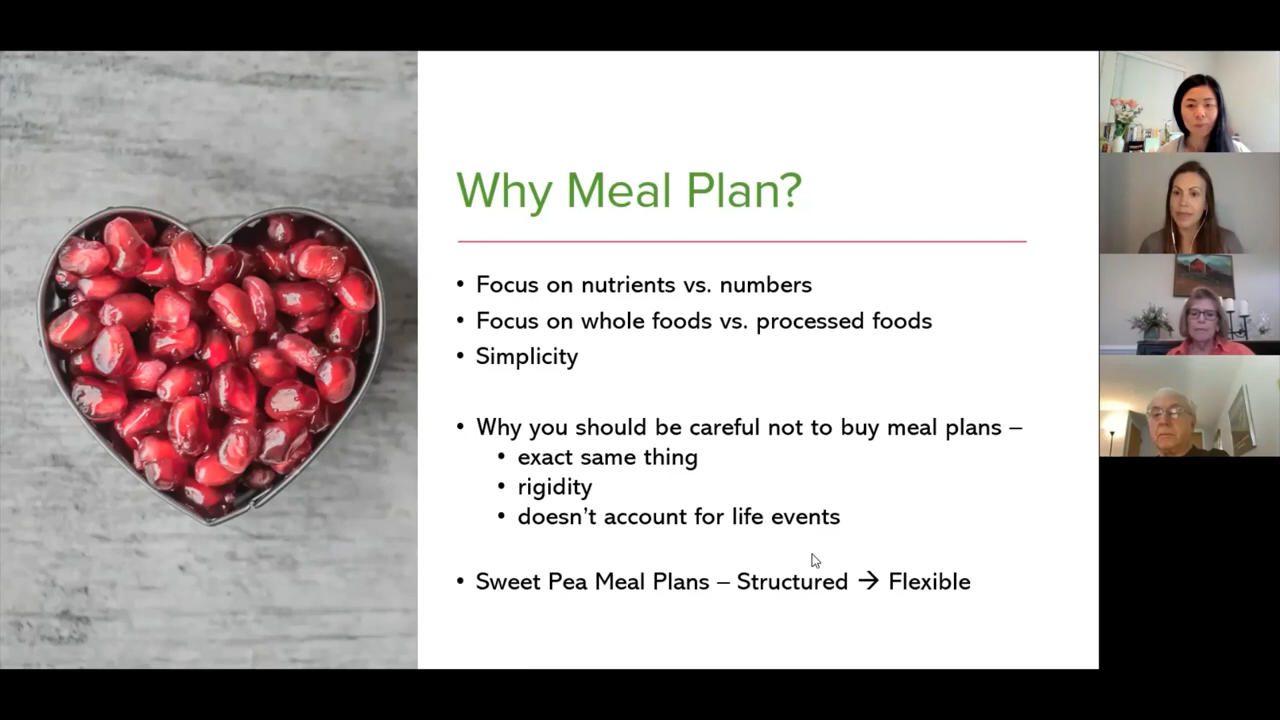 Why Meal Plan?
• Focus on nutrients vs. numbers
• Focus on whole foods vs. processed foods
• Simplicity
• Why you should be careful not to buy meal plans –
• exact same thing
• rigidity
• doesn't account for life events
• Sweet Pea Meal Plans – Structured → Flexible